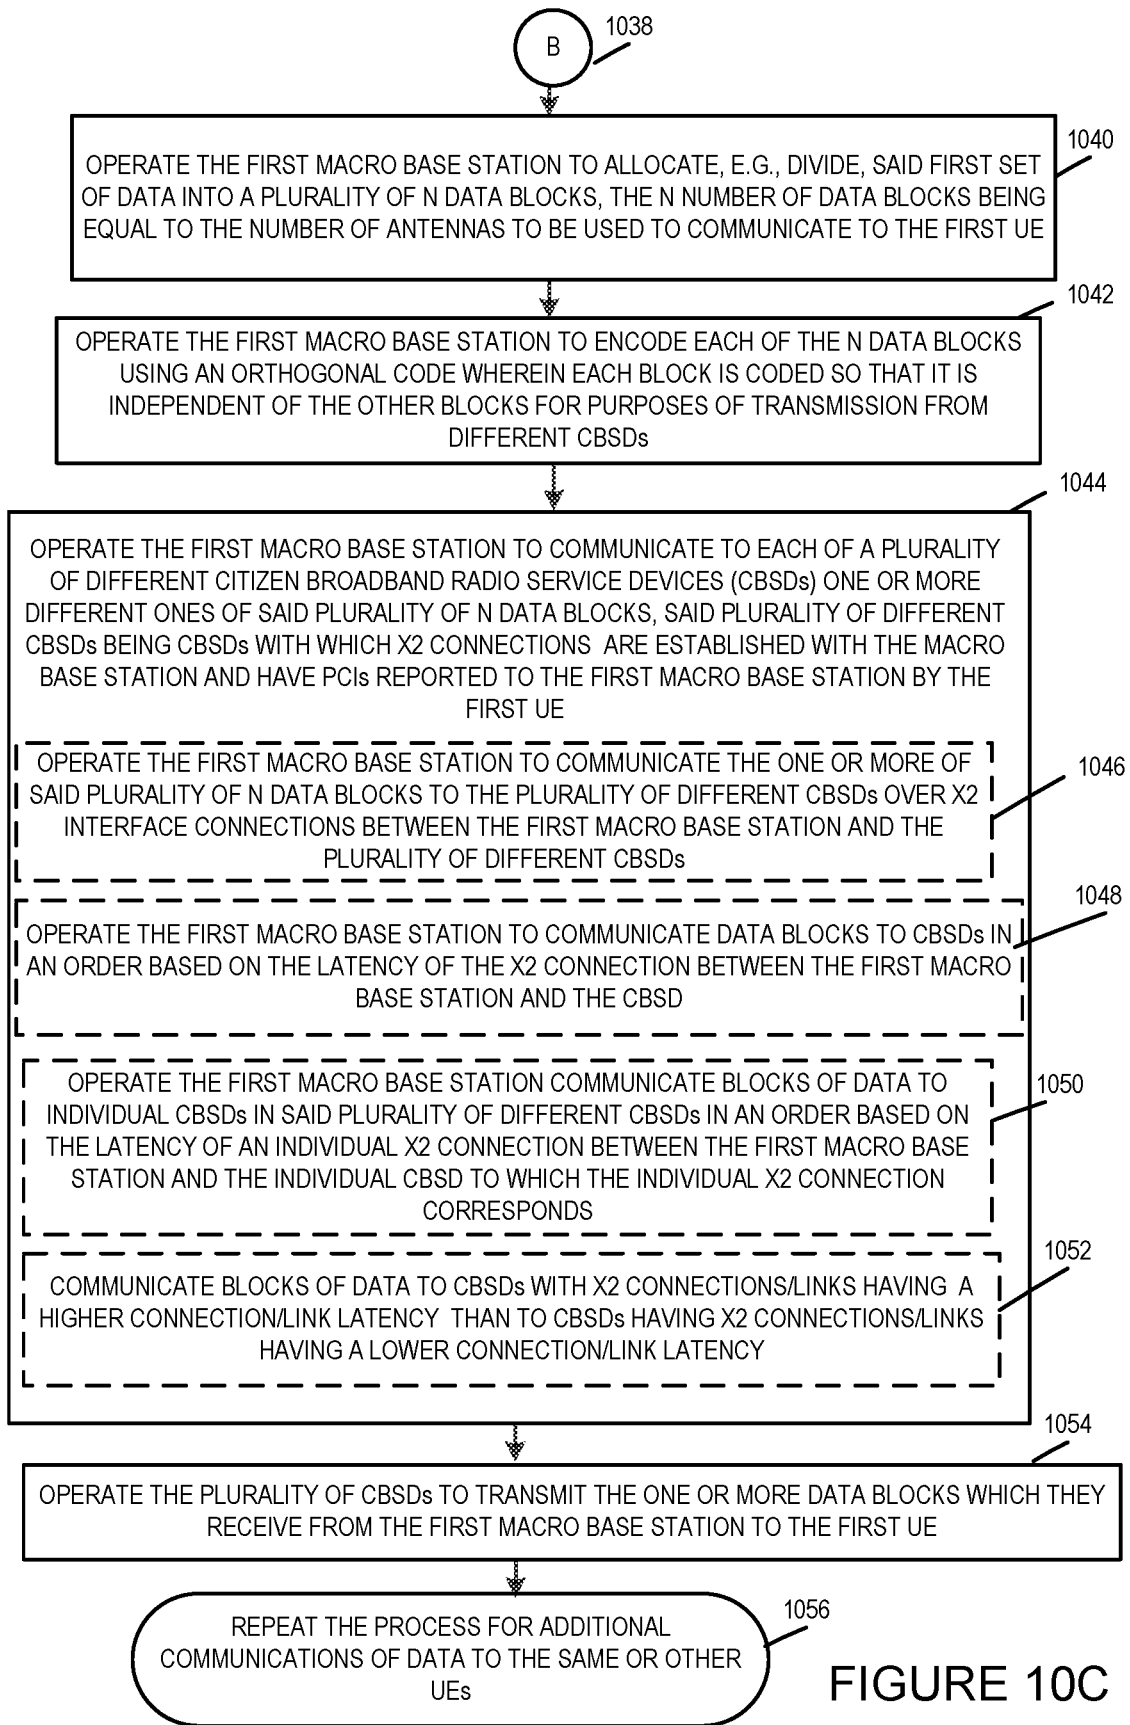 B
1038
1040
OPERATE THE FIRST MACRO BASE STATION TO ALLOCATE, E.G., DIVIDE, SAID FIRST SET
OF DATA INTO A PLURALITY OF N DATA BLOCKS, THE N NUMBER OF DATA BLOCKS BEING
EQUAL TO THE NUMBER OF ANTENNAS TO BE USED TO COMMUNICATE TO THE FIRST UE
1042
OPERATE THE FIRST MACRO BASE STATION TO ENCODE EACH OF THE N DATA BLOCKS
USING AN ORTHOGONAL CODE WHEREIN EACH BLOCK IS CODED SO THAT IT IS
INDEPENDENT OF THE OTHER BLOCKS FOR PURPOSES OF TRANSMISSION FROM
DIFFERENT CBSDs
1044
OPERATE THE FIRST MACRO BASE STATION TO COMMUNICATE TO EACH OF A PLURALITY
OF DIFFERENT CITIZEN BROADBAND RADIO SERVICE DEVICES (CBSDs) ONE OR MORE
DIFFERENT ONES OF SAID PLURALITY OF N DATA BLOCKS, SAID PLURALITY OF DIFFERENT
CBSDs BEING CBSDs WITH WHICH X2 CONNECTIONS ARE ESTABLISHED WITH THE MACRO
BASE STATION AND HAVE PCIs REPORTED TO THE FIRST MACRO BASE STATION BY THE
FIRST UE
1046
OPERATE THE FIRST MACRO BASE STATION TO COMMUNICATE THE ONE OR MORE OF
SAID PLURALITY OF N DATA BLOCKS TO THE PLURALITY OF DIFFERENT CBSDs OVER X2
INTERFACE CONNECTIONS BETWEEN THE FIRST MACRO BASE STATION AND THE
PLURALITY OF DIFFERENT CBSDs
1048
OPERATE THE FIRST MACRO BASE STATION TO COMMUNICATE DATA BLOCKS TO CBSDs IN
AN ORDER BASED ON THE LATENCY OF THE X2 CONNECTION BETWEEN THE FIRST MACRO
BASE STATION AND THE CBSD
1050
OPERATE THE FIRST MACRO BASE STATION COMMUNICATE BLOCKS OF DATA TO
INDIVIDUAL CBSDs IN SAID PLURALITY OF DIFFERENT CBSDs IN AN ORDER BASED ON
THE LATENCY OF AN INDIVIDUAL X2 CONNECTION BETWEEN THE FIRST MACRO BASE
STATION AND THE INDIVIDUAL CBSD TO WHICH THE INDIVIDUAL X2 CONNECTION
CORRESPONDS
1052
COMMUNICATE BLOCKS OF DATA TO CBSDs WITH X2 CONNECTIONS/LINKS HAVING A
HIGHER CONNECTION/LINK LATENCY THAN TO CBSDs HAVING X2 CONNECTIONS/LINKS
HAVING A LOWER CONNECTION/LINK LATENCY
1054
OPERATE THE PLURALITY OF CBSDs TO TRANSMIT THE ONE OR MORE DATA BLOCKS WHICH THEY
RECEIVE FROM THE FIRST MACRO BASE STATION TO THE FIRST UE
1056
REPEAT THE PROCESS FOR ADDITIONAL
COMMUNICATIONS OF DATA TO THE SAME OR OTHER
UEs
FIGURE 10C